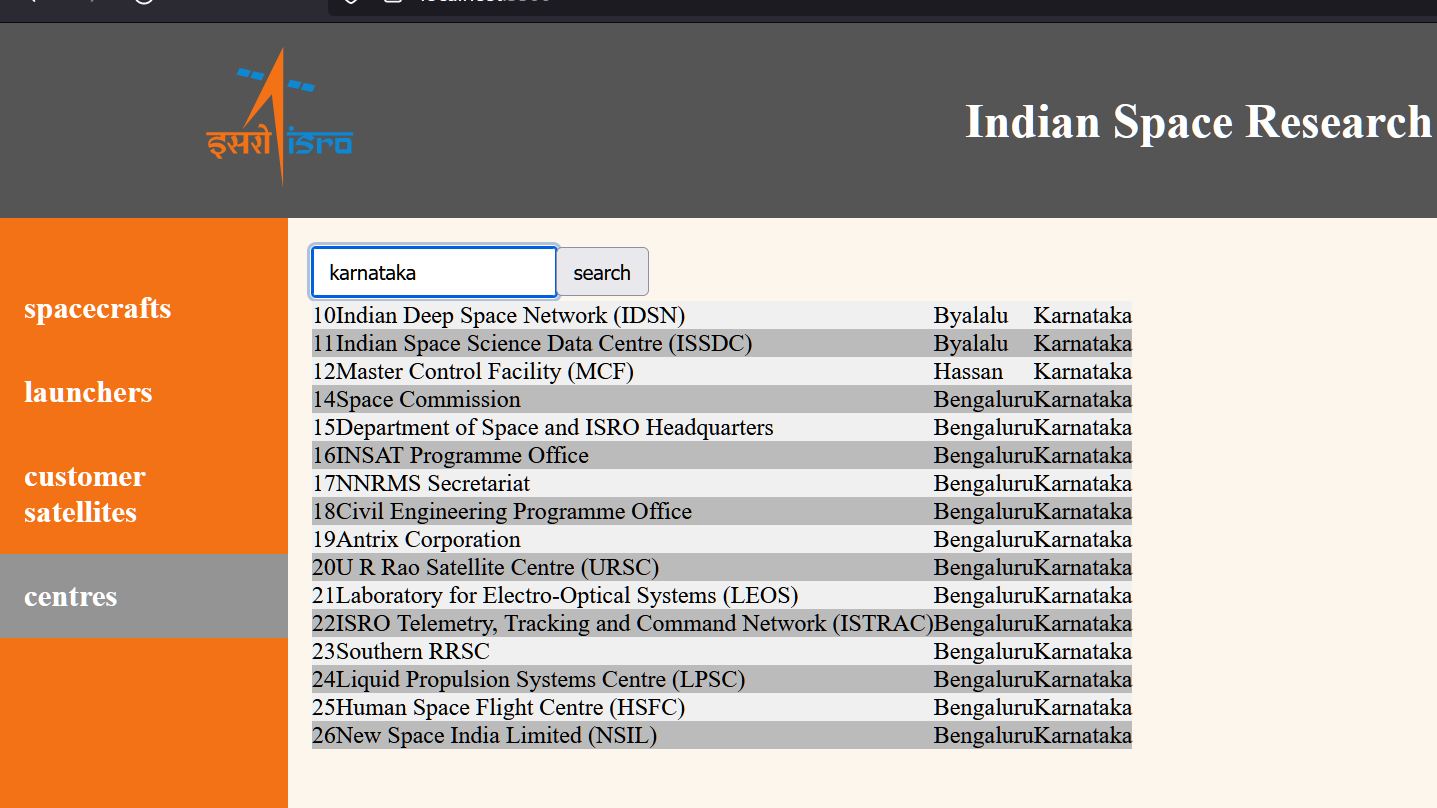 इसरो isro
Indian Space Research
karnataka search
spacecrafts
launchers
customer
satellites
centres
10 Indian Deep Space Network (IDSN) Byalalu Karnataka
11 Indian Space Science Data Centre (ISSDC) Byalalu Karnataka
12 Master Control Facility (MCF) Hassan Karnataka
14 Space Commission Bengaluru Karnataka
15 Department of Space and ISRO Headquarters Bengaluru Karnataka
16 INSAT Programme Office Bengaluru Karnataka
17 NNRMS Secretariat Bengaluru Karnataka
18 Civil Engineering Programme Office Bengaluru Karnataka
19 Antrix Corporation Bengaluru Karnataka
20 U R Rao Satellite Centre (URSC) Bengaluru Karnataka
21 Laboratory for Electro-Optical Systems (LEOS) Bengaluru Karnataka
22 ISRO Telemetry, Tracking and Command Network (ISTRAC) Bengaluru Karnataka
23 Southern RRSC Bengaluru Karnataka
24 Liquid Propulsion Systems Centre (LPSC) Bengaluru Karnataka
25 Human Space Flight Centre (HSFC) Bengaluru Karnataka
26 New Space India Limited (NSIL) Bengaluru Karnataka